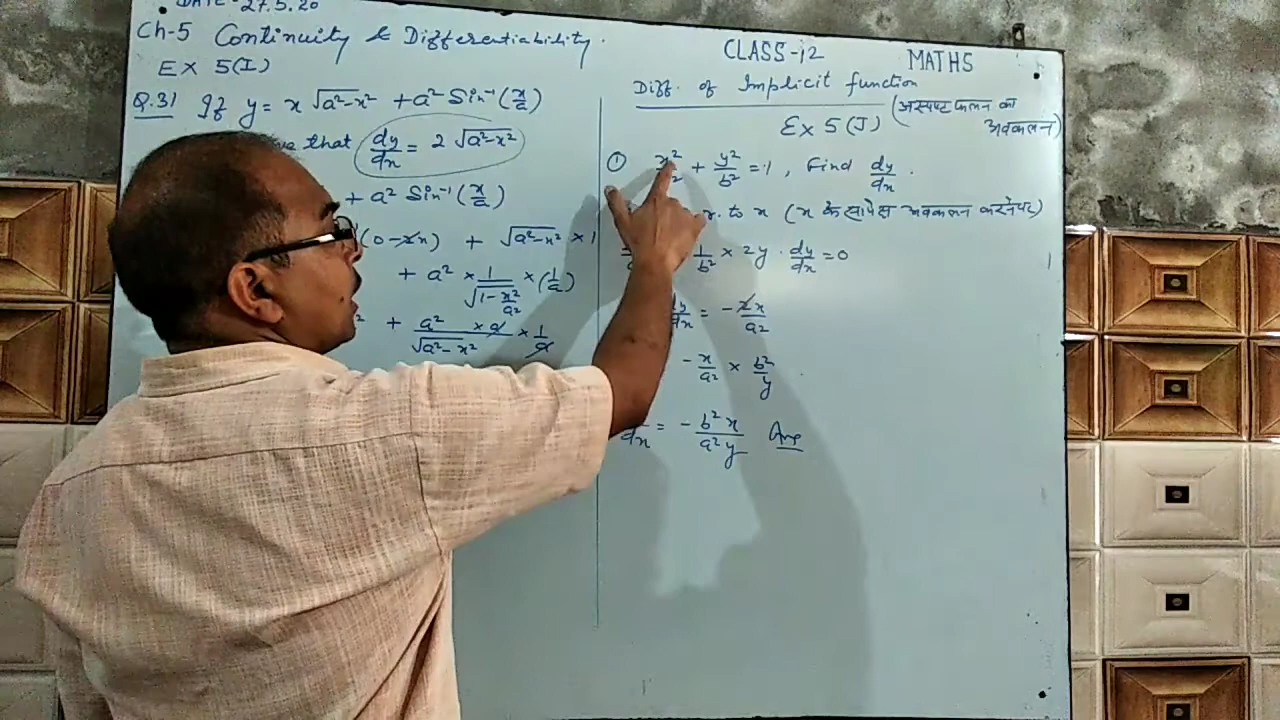 DATE-27.5.20
Ch-5 Continuity & Differentiability.
EX 5(I)
Q.31 If y = x √(a²-x²) + a² Sin⁻¹(x/a)
that dy/dx = 2 √(a²-x²)
+ a² Sin⁻¹(x/a)
(0-2x) + √(a²-x²) × 1
+ a² × 1/√(1-x²/a²) × (1/a)
+ a² × a/√(a²-x²) × 1/a
CLASS-12 MATHS
Diff. of Implicit function
(अस्पष्ट फलन का अवकलन)
Ex 5(J)
① x²/a² + y²/b² = 1, Find dy/dx.
to x (x के सापेक्ष अवकलन करनेपर)
1/b² × 2y · dy/dx = 0
dy/dx = -2x/a²
-x/a² × b²/y
dx = -b²x/a²y Ans